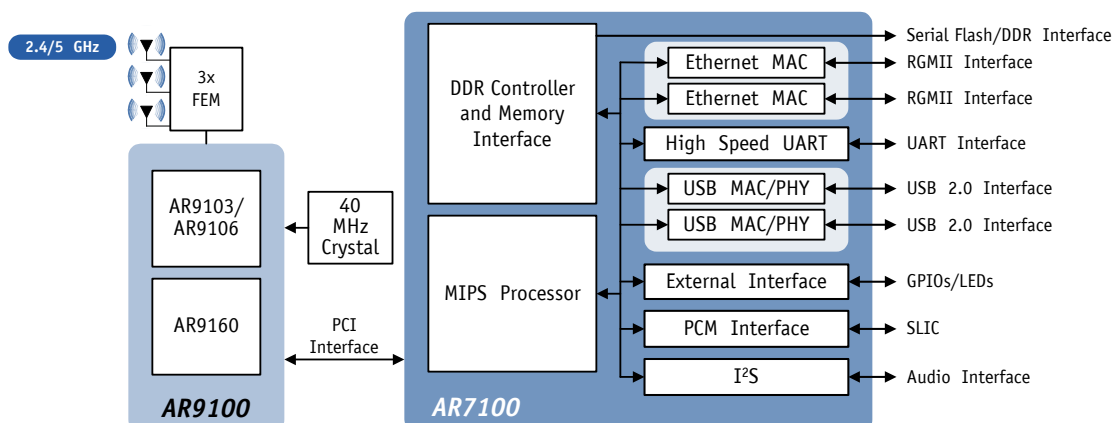 2.4/5 GHz
3x
FEM
AR9103/
AR9106
AR9160
AR9100
40
MHz
Crystal
PCI
Interface
DDR Controller
and Memory
Interface
MIPS Processor
AR7100
Ethernet MAC
Ethernet MAC
High Speed UART
USB MAC/PHY
USB MAC/PHY
External Interface
PCM Interface
I²S
Serial Flash/DDR Interface
RGMII Interface
RGMII Interface
UART Interface
USB 2.0 Interface
USB 2.0 Interface
GPIOs/LEDs
SLIC
Audio Interface